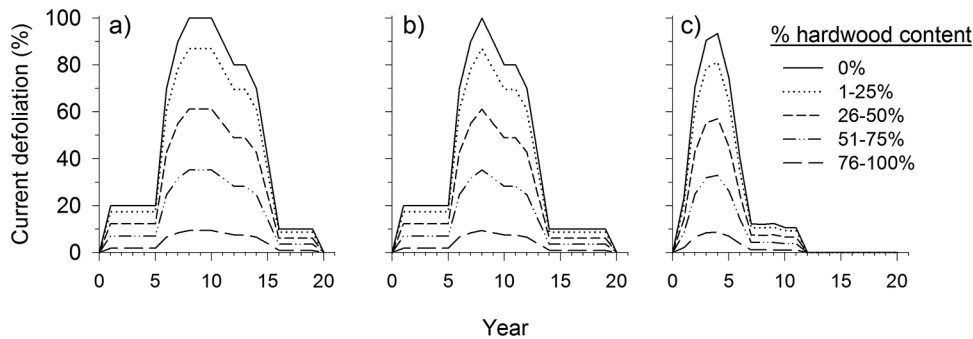 a)
b)
c)
% hardwood content
0%
1-25%
26-50%
51-75%
76-100%
Current defoliation (%)
100
80
60
40
20
0
0 5 10 15 20
0 5 10 15 20
0 5 10 15 20
Year